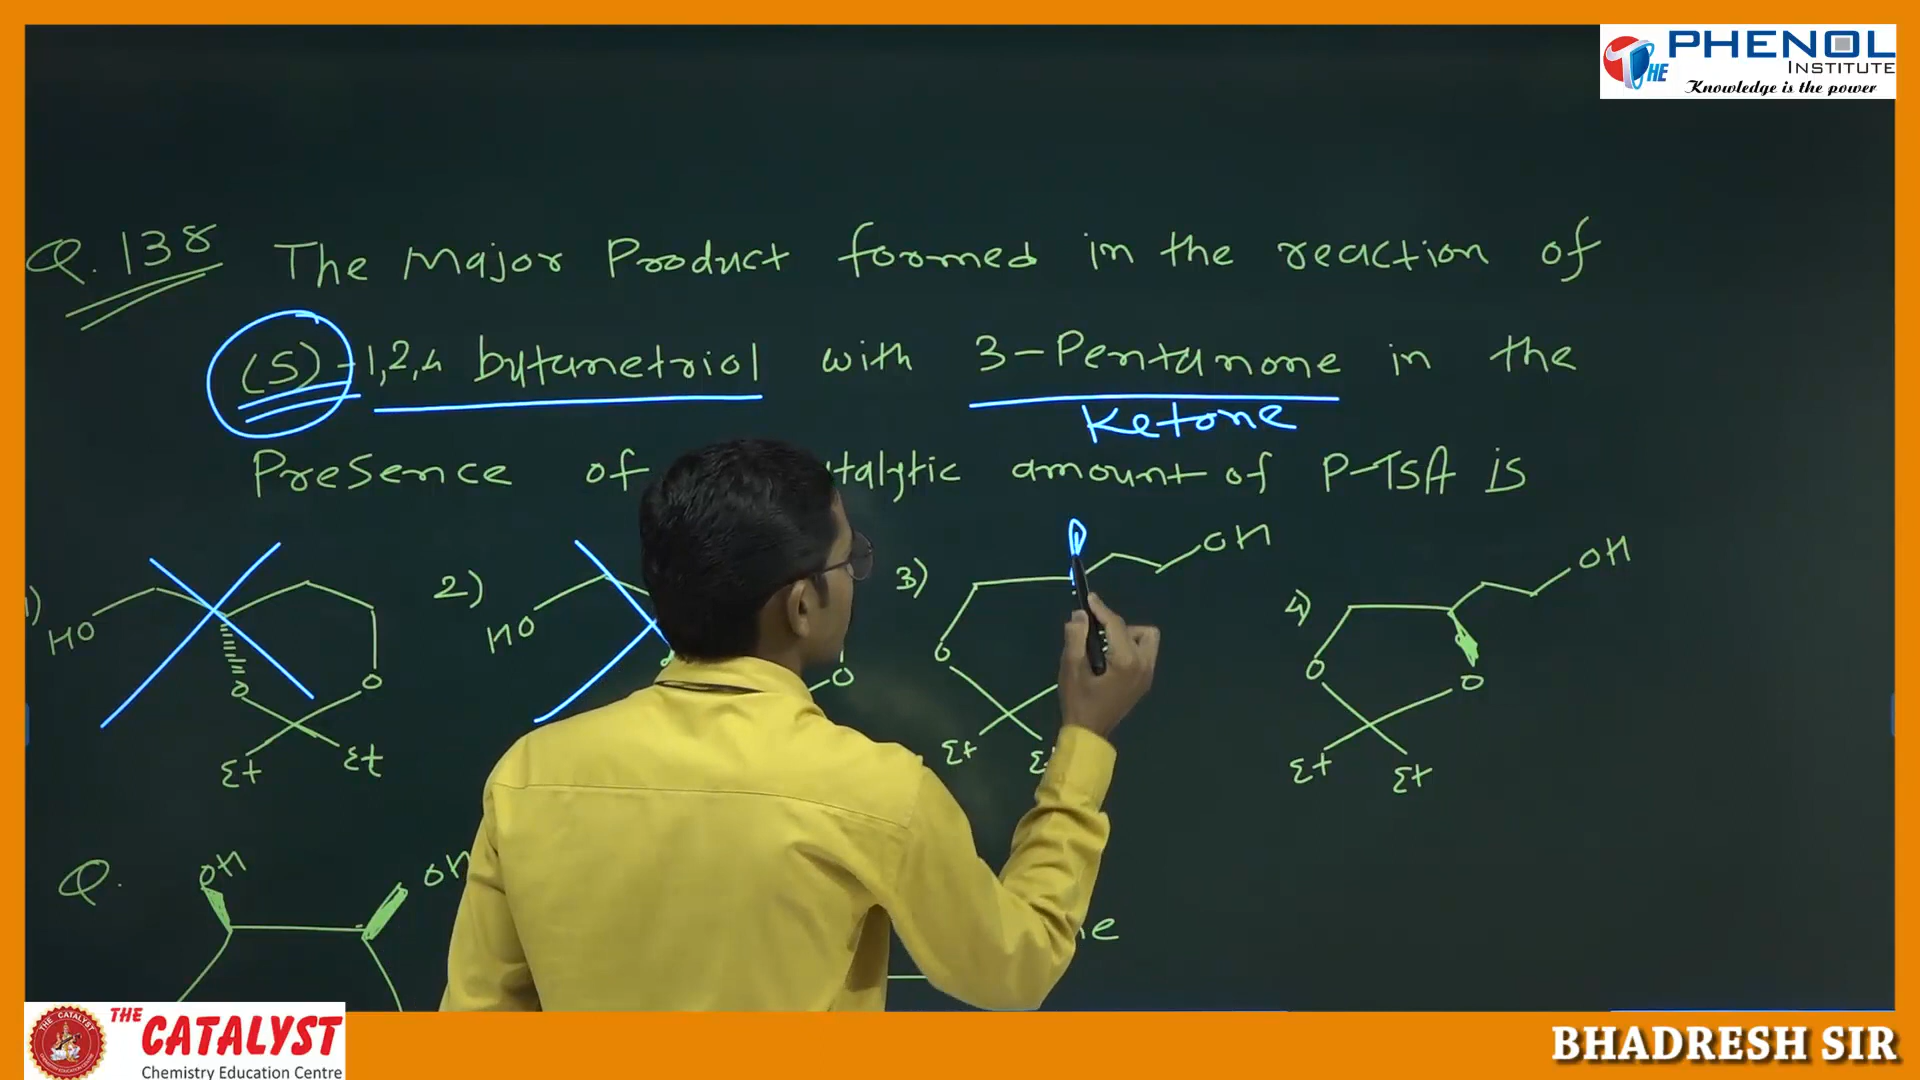 THE PHENOL
INSTITUTE
Knowledge is the power
Q. 138 The Major Product formed in the reaction of
(S)-1,2,4 butanetriol with 3-Pentanone in the
Ketone
Presence of talytic amount of P-TSA is
1) HO O O Et Et
2) HO O
3) OH O Et
4) OH O O Et Et
Q. OH OH
e
THE
CATALYST
Chemistry Education Centre
BHADRESH SIR